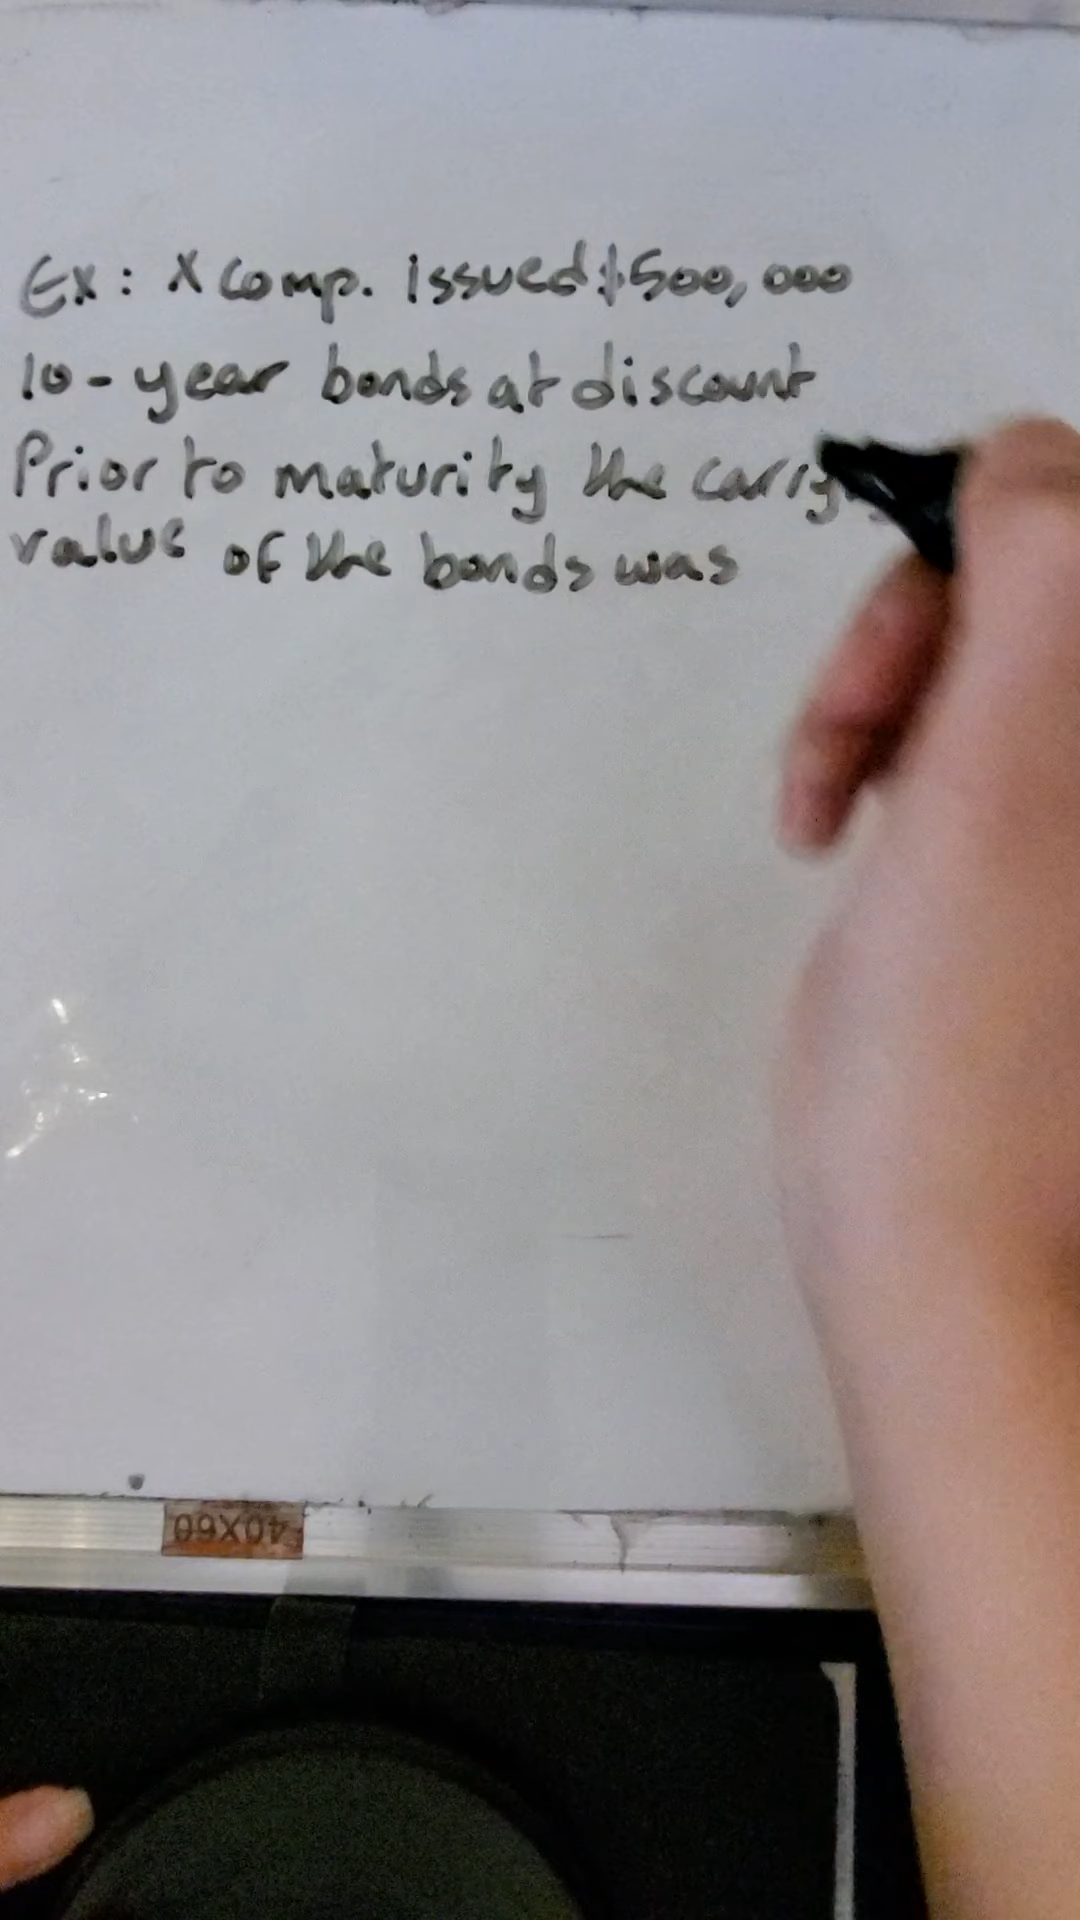 Ex: X Comp. issued $500,000
10-year bonds at discount
Prior to maturity the carry
value of the bonds was
40X60